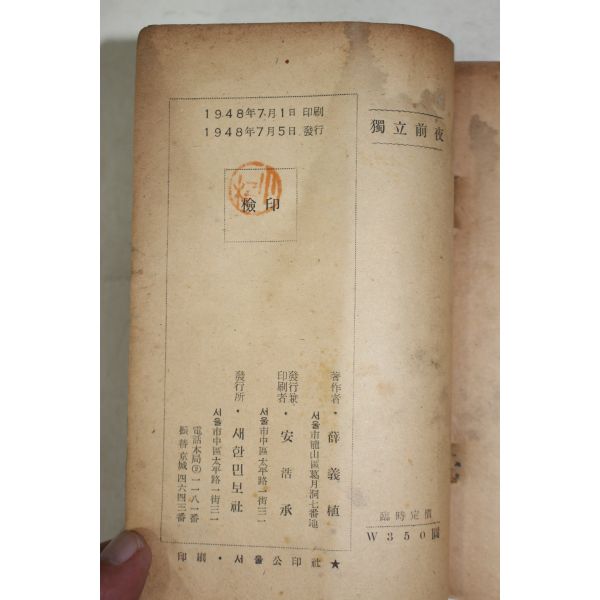 獨立前夜
臨時定價
W350圓
1948年7月1日 印刷
1948年7月5日 發行
檢印
著作者・薛義植
서울市龍山區葛月洞七番地
發行兼
印刷者・安浩承
서울市中區太平路一街三一
發行所・새한민보社
서울市中區太平路一街三一
電話本局②一一八一番
振替京城四六四三番
印刷・서울公印社 ★